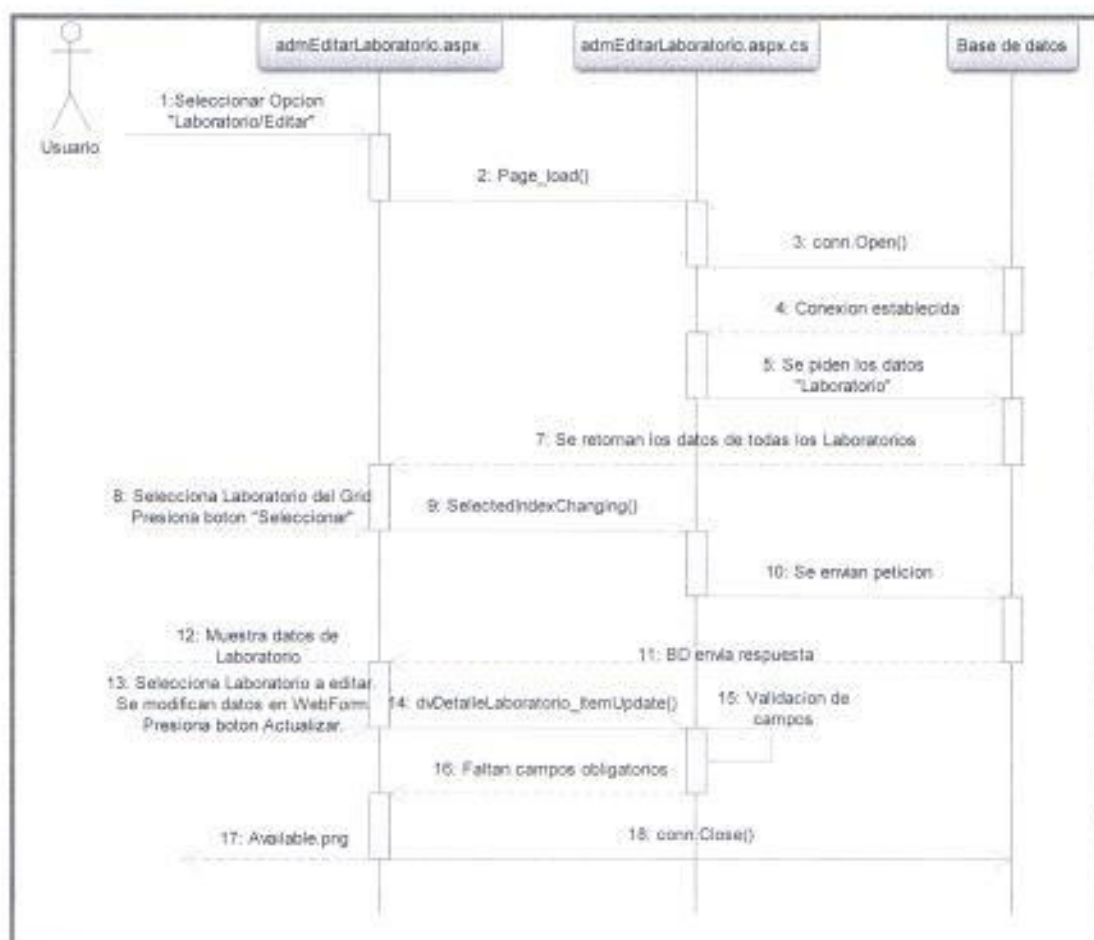 admEditarLaboratorio.aspx
admEditarLaboratorio.aspx.cs
Base de datos
Usuario
1:Seleccionar Opcion
"Laboratorio/Editar"
2: Page_load()
3: conn.Open()
4: Conexion establecida
5: Se piden los datos
"Laboratorio"
7: Se retornan los datos de todas los Laboratorios
8: Selecciona Laboratorio del Grid
Presiona boton "Seleccionar"
9: SelectedIndexChanging()
10: Se envian peticion
11: BD envia respuesta
12: Muestra datos de
Laboratorio
13: Selecciona Laboratorio a editar.
Se modifican datos en WebForm.
Presiona boton Actualizar.
14: dvDetalleLaboratorio_ItemUpdate()
15: Validacion de
campos
16: Faltan campos obligatorios
17: Available.png
18: conn.Close()